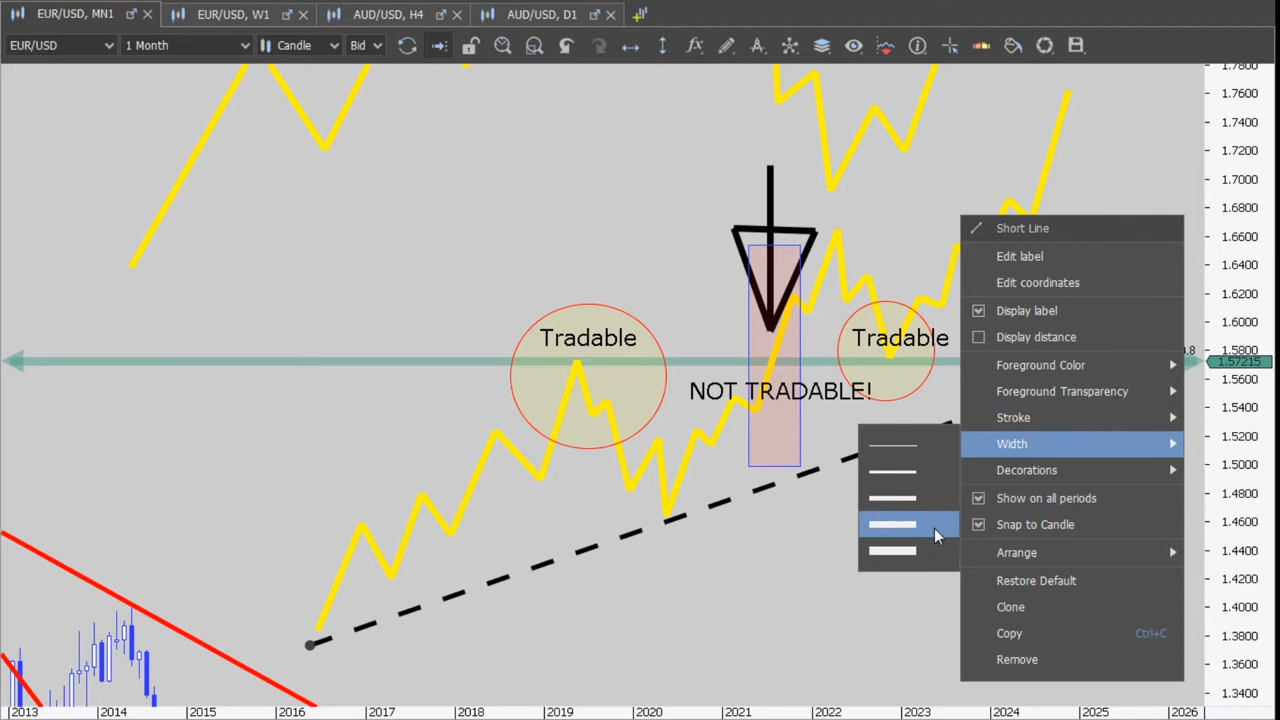 EUR/USD, MN1
EUR/USD, W1
AUD/USD, H4
AUD/USD, D1
EUR/USD
1 Month
Candle
Bid
1.7800
1.7600
1.7400
1.7200
1.7000
1.6800
1.6600
1.6400
1.6200
1.6000
1.5800
1.57215
1.5600
1.5400
1.5200
1.5000
1.4800
1.4600
1.4400
1.4200
1.4000
1.3800
1.3600
1.3400
Tradable
Tradable
NOT TRADABLE!
Short Line
Edit label
Edit coordinates
Display label
Display distance
Foreground Color
Foreground Transparency
Stroke
Width
Decorations
Show on all periods
Snap to Candle
Arrange
Restore Default
Clone
Copy Ctrl+C
Remove
2013 2014 2015 2016 2017 2018 2019 2020 2021 2022 2023 2024 2025 2026